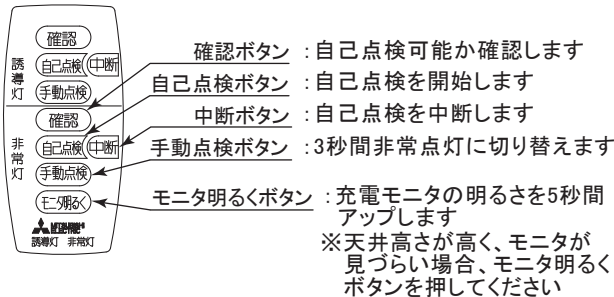 確認
誘導灯
自己点検 中断
手動点検
確認
非常灯
自己点検 中断
手動点検
モニタ明るく
誘導灯 非常灯
確認ボタン ：自己点検可能か確認します
自己点検ボタン ：自己点検を開始します
中断ボタン ：自己点検を中断します
手動点検ボタン ：3秒間非常点灯に切り替えます
モニタ明るくボタン ：充電モニタの明るさを5秒間
アップします
※天井高さが高く、モニタが
見づらい場合、モニタ明るく
ボタンを押してください